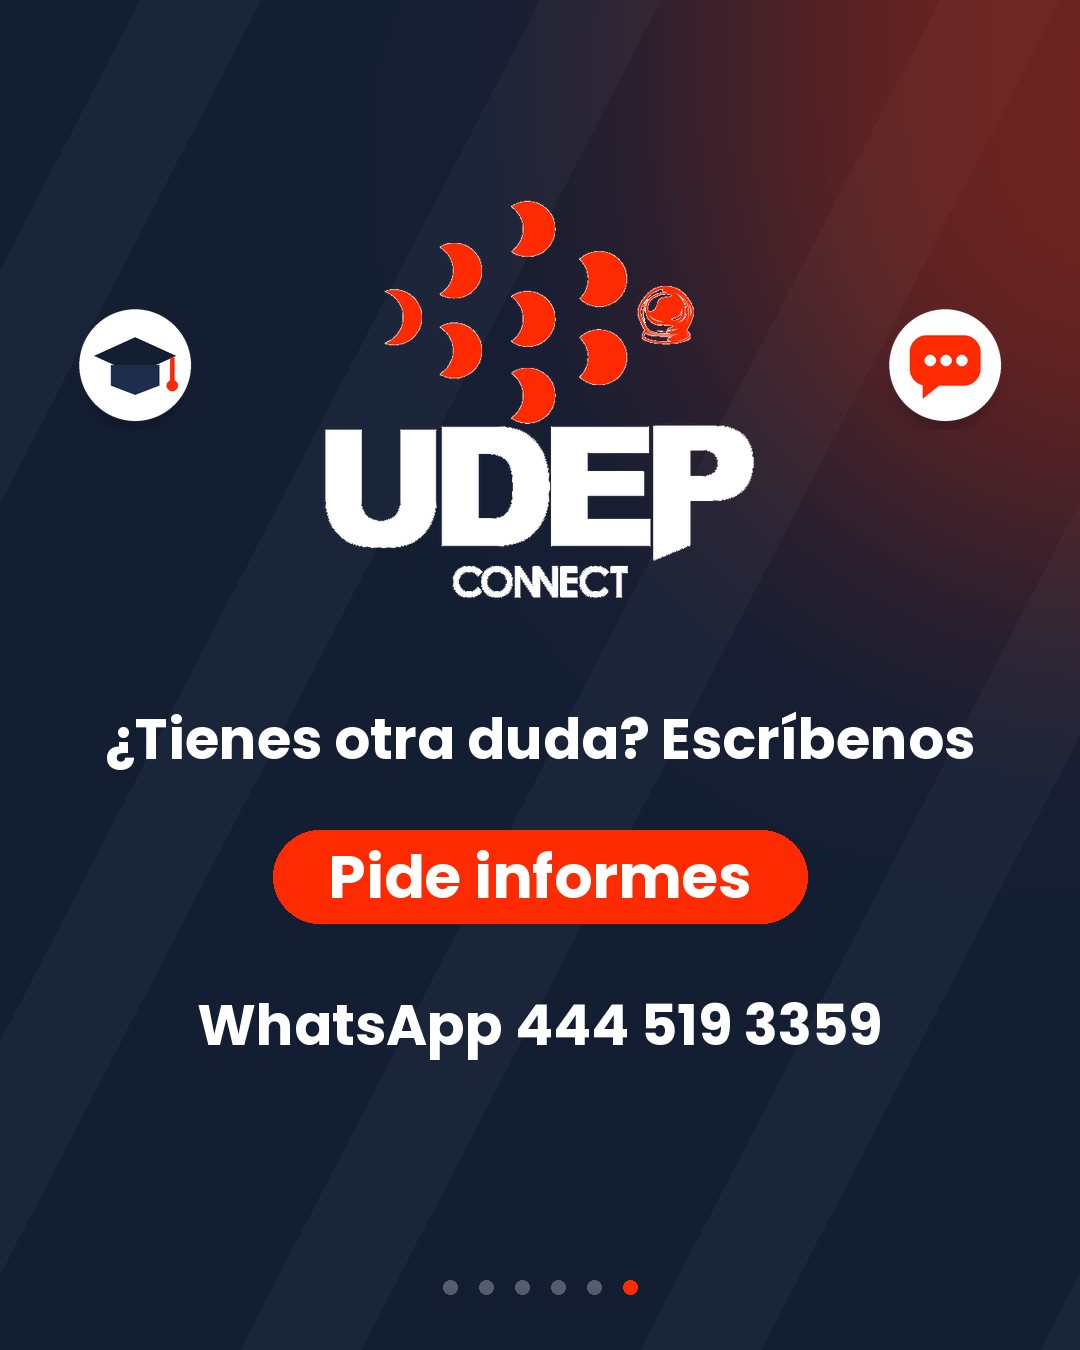 UDEP
CONNECT
¿Tienes otra duda? Escríbenos
Pide informes
WhatsApp 444 519 3359